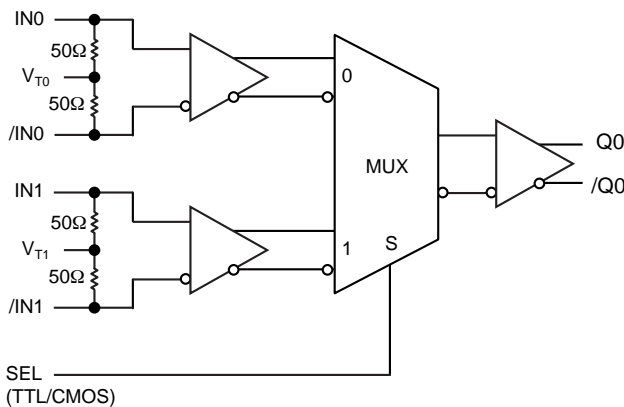 IN0
50Ω
VT0
50Ω
/IN0
0
MUX
Q0
/Q0
IN1
50Ω
VT1
50Ω
/IN1
1
S
SEL
(TTL/CMOS)